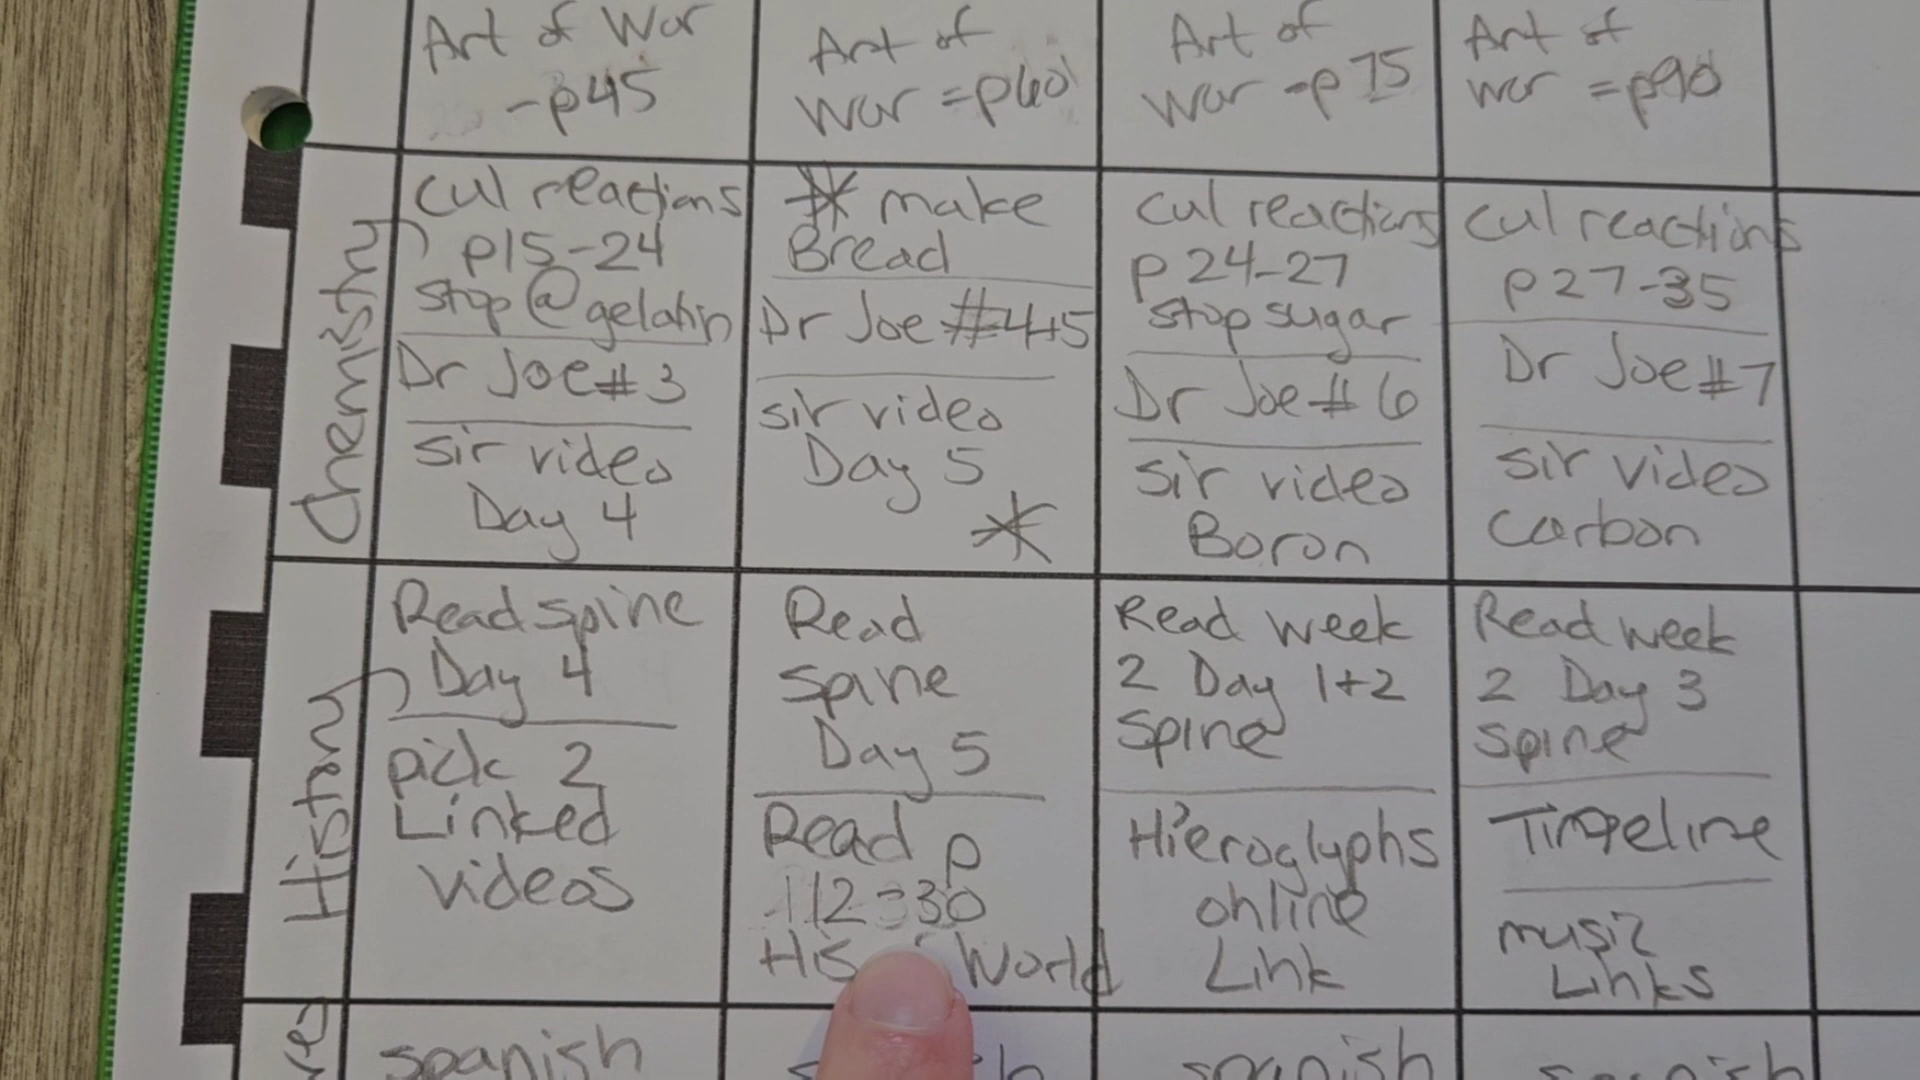 Art of War
-p45
Art of
War =p60
Art of
War -p75
Art of
War =p90
Chemistry
Cul reactions
p15-24
stop @ gelatin
Dr Joe #3
sir video
Day 4
* make
Bread
Dr Joe #4+5
sir video
Day 5
*
Cul reactions
p 24-27
stop sugar
Dr Joe # 6
sir video
Boron
Cul reactions
p 27-35
Dr Joe #7
sir video
Carbon
History
Read spine
Day 4
pick 2
Linked
videos
Read
spine
Day 5
Read p
112-30
His World
Read week
2 Day 1+2
Spine
Hieroglyphs
online
Link
Read week
2 Day 3
Spine
Timeline
music
Links
spanish
spanish
spanish